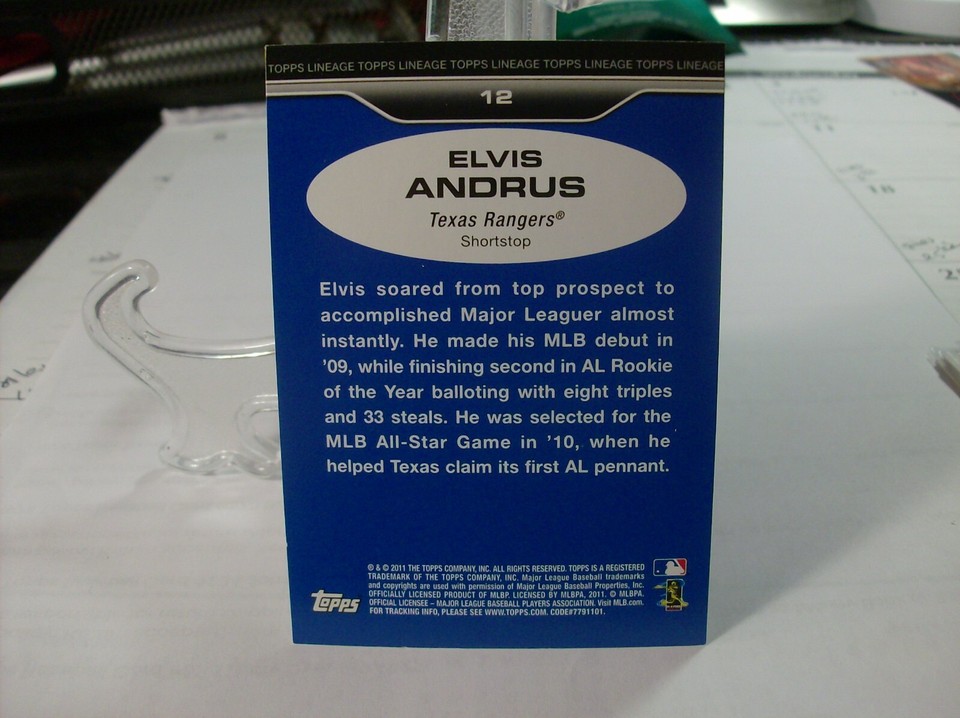 TOPPS LINEAGE TOPPS LINEAGE TOPPS LINEAGE TOPPS LINEAGE TOPPS LINEAGE
12
ELVIS
ANDRUS
Texas Rangers®
Shortstop
Elvis soared from top prospect to
accomplished Major Leaguer almost
instantly. He made his MLB debut in
'09, while finishing second in AL Rookie
of the Year balloting with eight triples
and 33 steals. He was selected for the
MLB All-Star Game in '10, when he
helped Texas claim its first AL pennant.
® & © 2011 THE TOPPS COMPANY, INC. ALL RIGHTS RESERVED. TOPPS IS A REGISTERED
TRADEMARK OF THE TOPPS COMPANY, INC. Major League Baseball trademarks
and copyrights are used with permission of Major League Baseball Properties, Inc.
OFFICIALLY LICENSED PRODUCT OF MLBP. LICENSED BY MLBPA, 2011. © MLBPA.
OFFICIAL LICENSEE – MAJOR LEAGUE BASEBALL PLAYERS ASSOCIATION. Visit MLB.com.
FOR TRACKING INFO, PLEASE SEE WWW.TOPPS.COM. CODE#7791101.
Topps